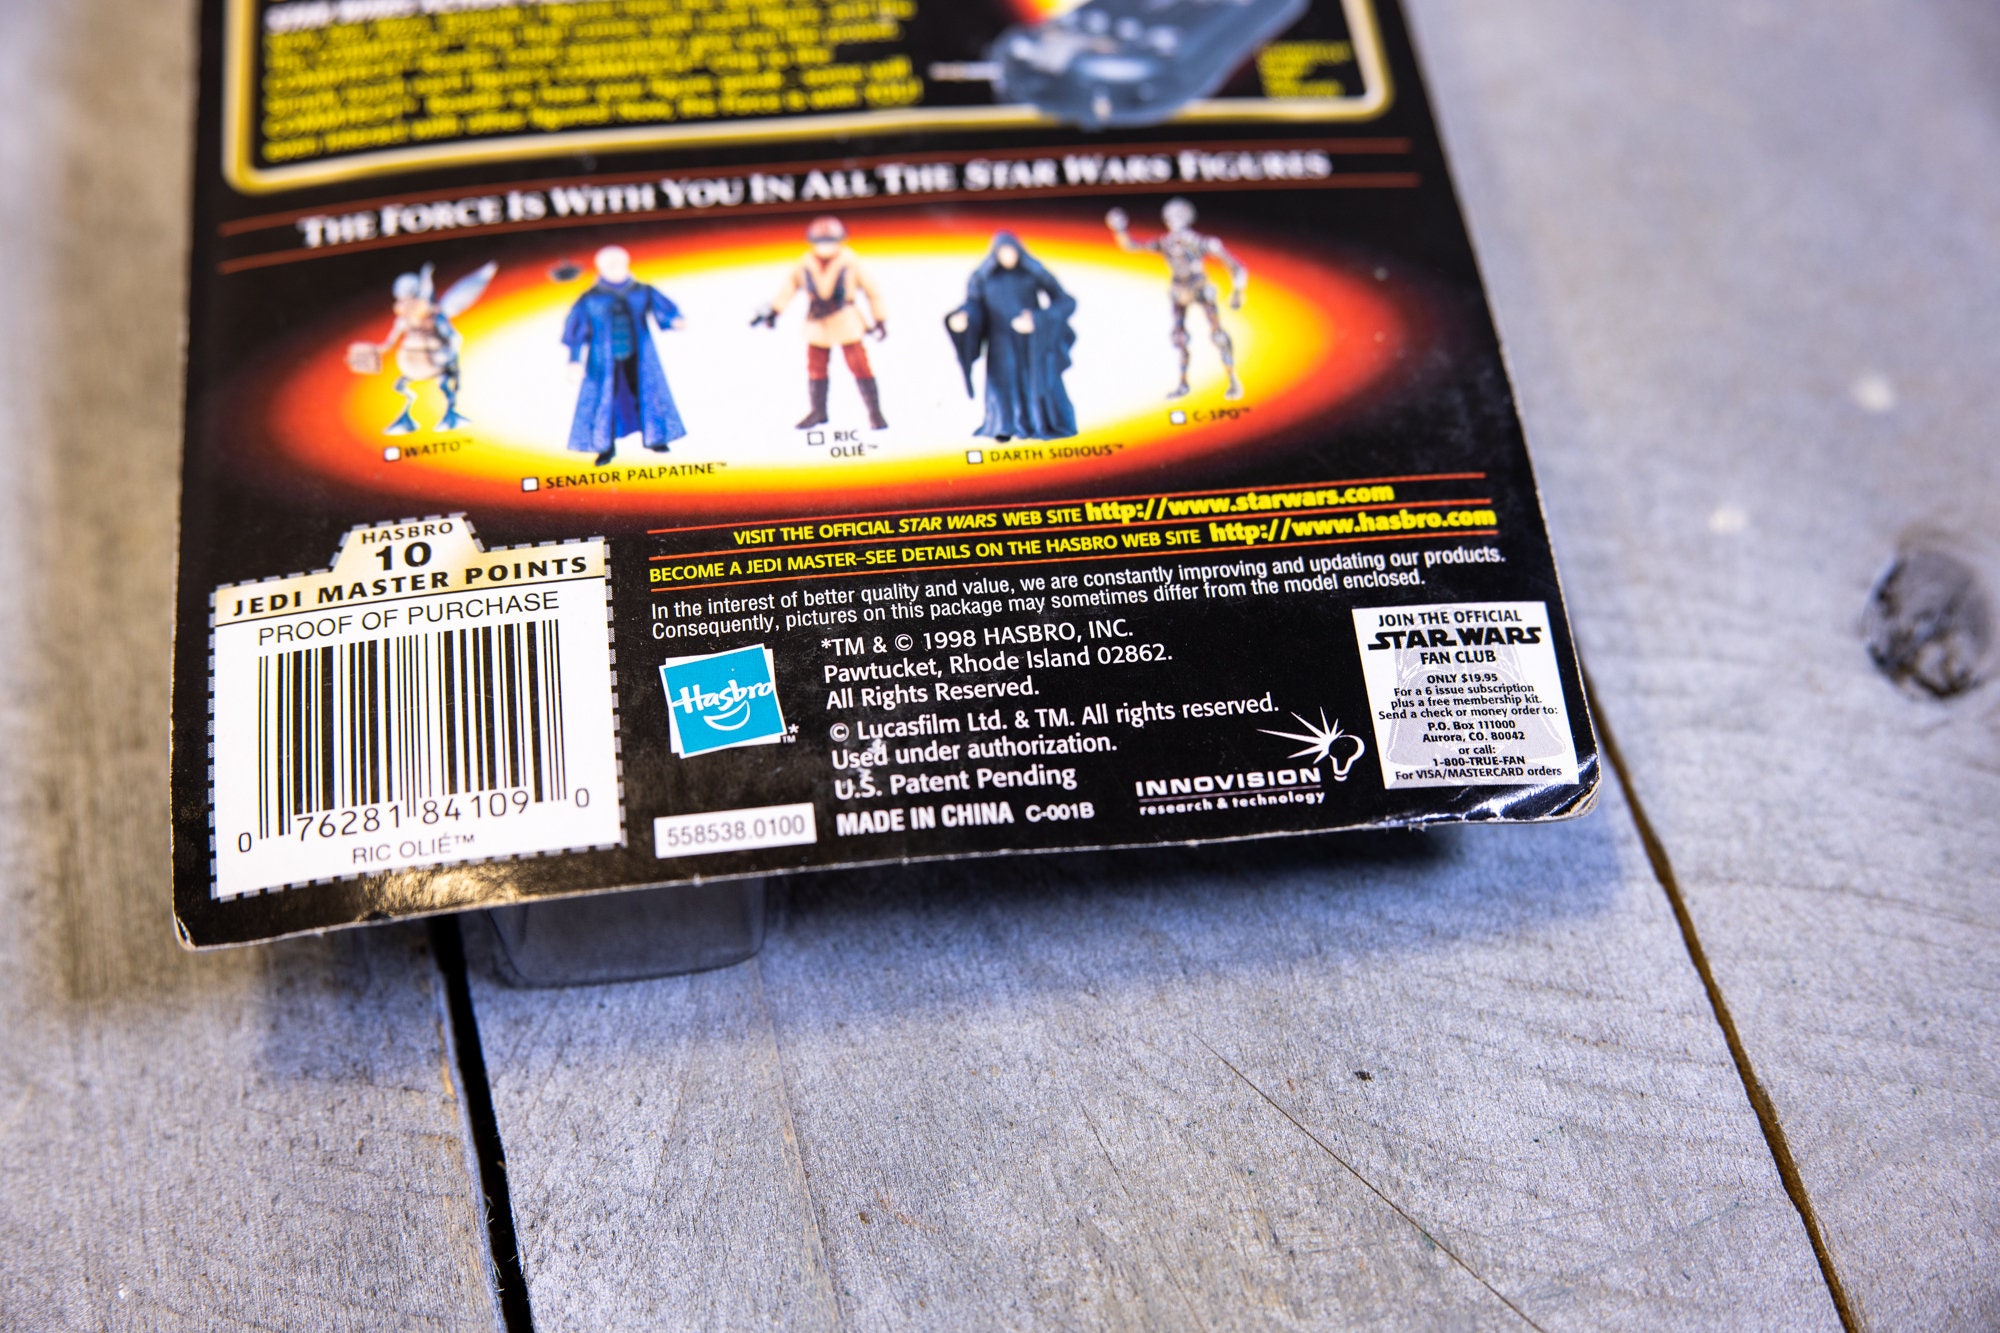 THE FORCE IS WITH YOU IN ALL THE STAR WARS FIGURES
WATTO™
SENATOR PALPATINE™
RIC
OLIÉ™
DARTH SIDIOUS™
C-3PO™
VISIT THE OFFICIAL STAR WARS WEB SITE http://www.starwars.com
BECOME A JEDI MASTER–SEE DETAILS ON THE HASBRO WEB SITE http://www.hasbro.com
In the interest of better quality and value, we are constantly improving and updating our products.
Consequently, pictures on this package may sometimes differ from the model enclosed.
HASBRO
10
JEDI MASTER POINTS
PROOF OF PURCHASE
0 76281 84109 0
RIC OLIÉ™
Hasbro
*™
*TM & © 1998 HASBRO, INC.
Pawtucket, Rhode Island 02862.
All Rights Reserved.
© Lucasfilm Ltd. & TM. All rights reserved.
Used under authorization.
U.S. Patent Pending
558538.0100
MADE IN CHINA C-001B
INNOVISION
research & technology
JOIN THE OFFICIAL
STAR WARS
FAN CLUB
ONLY $19.95
For a 6 issue subscription
plus a free membership kit.
Send a check or money order to:
P.O. Box 111000
Aurora, CO. 80042
or call:
1-800-TRUE-FAN
For VISA/MASTERCARD orders